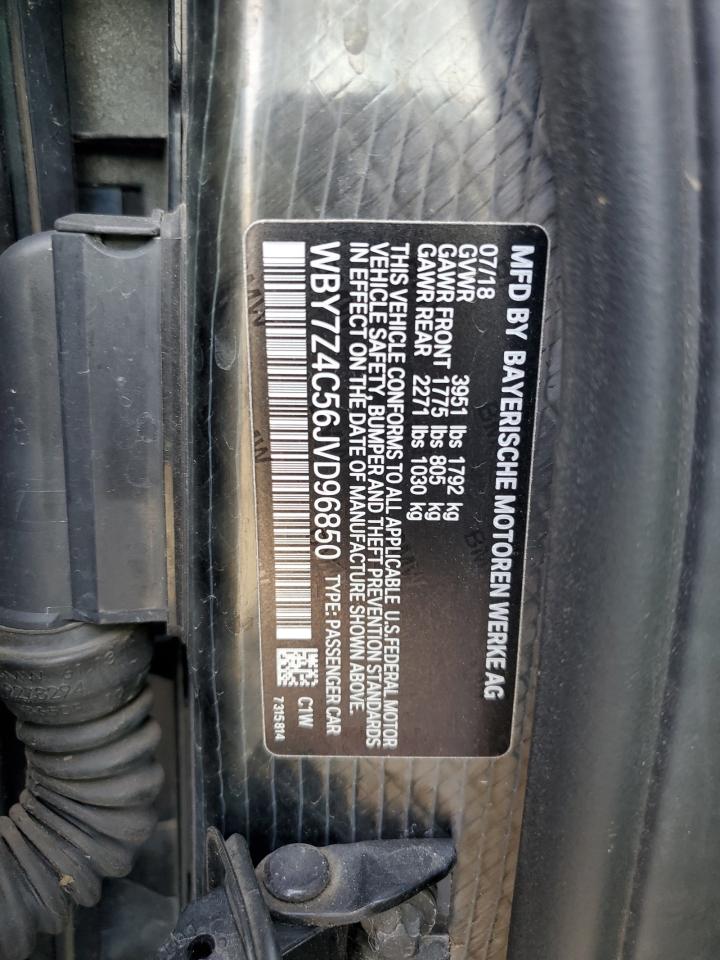 MFD BY BAYERISCHE MOTOREN WERKE AG
07/18
GVWR 3951 lbs 1792 kg
GAWR FRONT 1775 lbs 805 kg
GAWR REAR 2271 lbs 1030 kg
THIS VEHICLE CONFORMS TO ALL APPLICABLE U.S. FEDERAL MOTOR
VEHICLE SAFETY, BUMPER AND THEFT PREVENTION STANDARDS
IN EFFECT ON THE DATE OF MANUFACTURE SHOWN ABOVE.
WBY7Z4C56JVD96850 TYPE: PASSENGER CAR
C1W
7315814